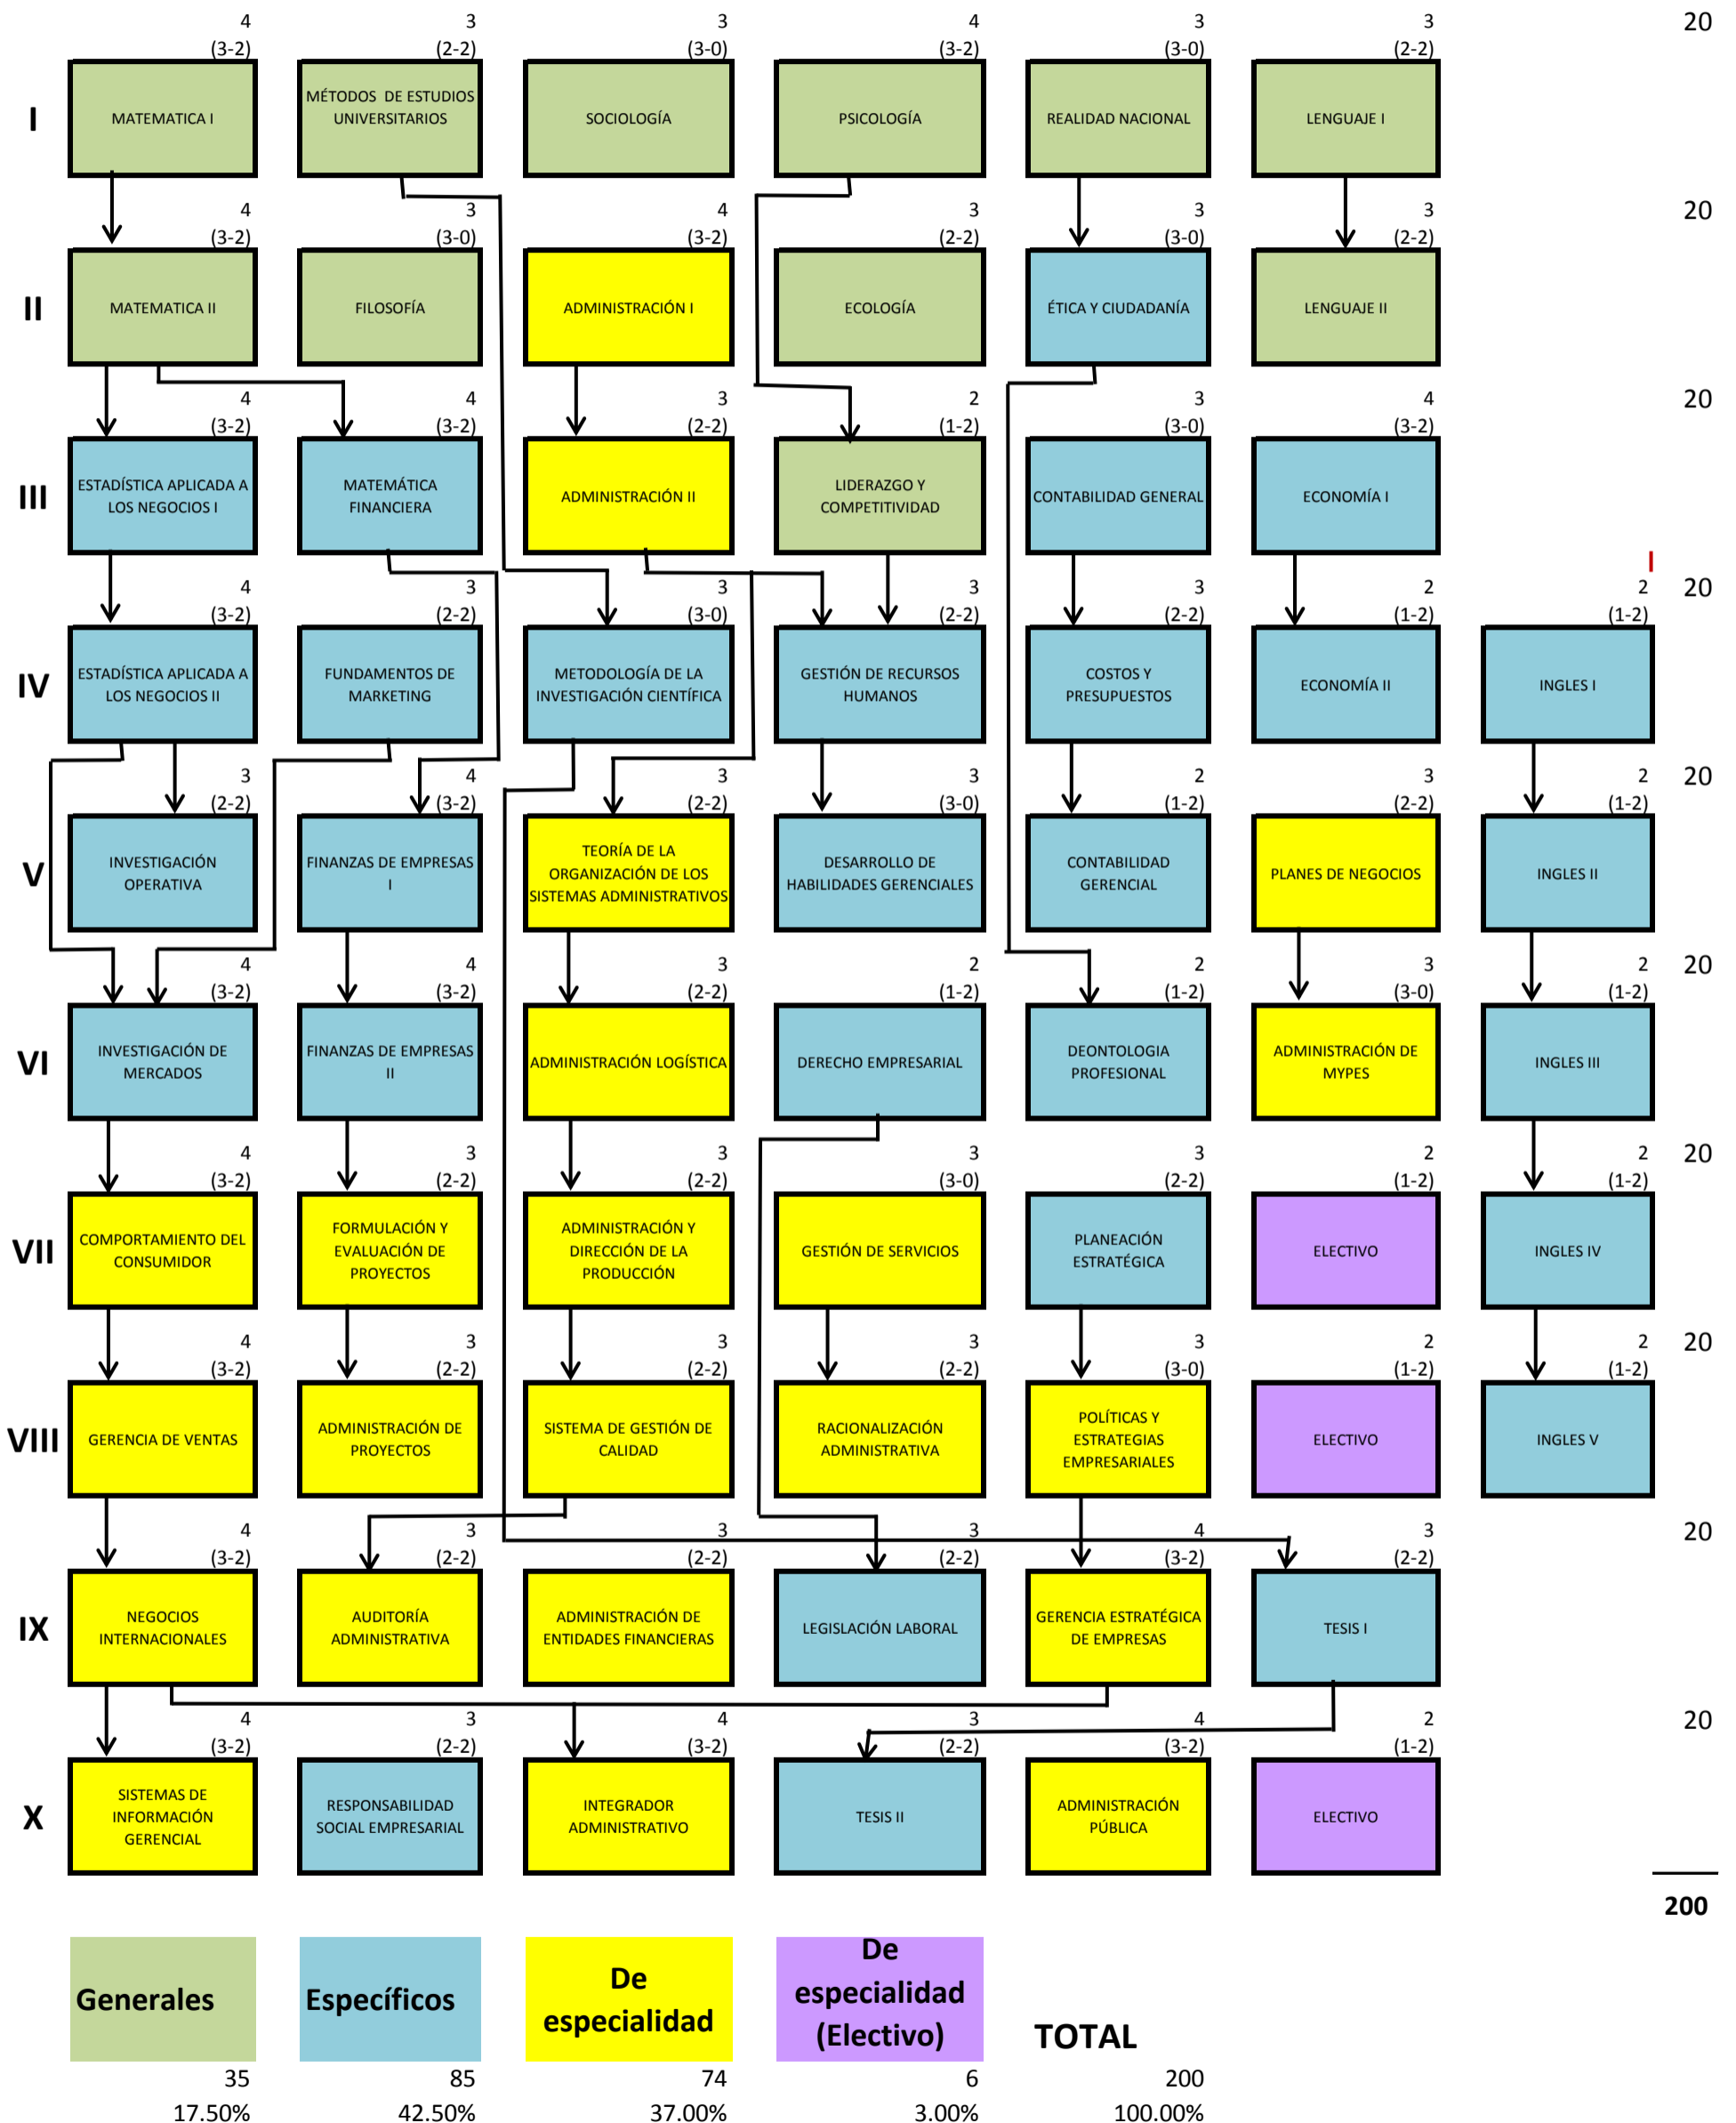 4 3 3 4 3 3 20
(3-2) (2-2) (3-0) (3-2) (3-0) (2-2)
I
MATEMATICA I
MÉTODOS DE ESTUDIOS
UNIVERSITARIOS
SOCIOLOGÍA
PSICOLOGÍA
REALIDAD NACIONAL
LENGUAJE I
4 3 4 3 3 3 20
(3-2) (3-0) (3-2) (2-2) (3-0) (2-2)
II
MATEMATICA II
FILOSOFÍA
ADMINISTRACIÓN I
ECOLOGÍA
ÉTICA Y CIUDADANÍA
LENGUAJE II
4 4 3 2 3 4 20
(3-2) (3-2) (2-2) (1-2) (3-0) (3-2)
III
ESTADÍSTICA APLICADA A
LOS NEGOCIOS I
MATEMÁTICA
FINANCIERA
ADMINISTRACIÓN II
LIDERAZGO Y
COMPETITIVIDAD
CONTABILIDAD GENERAL
ECONOMÍA I
4 3 3 3 3 2 2 20
(3-2) (2-2) (3-0) (2-2) (2-2) (1-2) (1-2)
IV
ESTADÍSTICA APLICADA A
LOS NEGOCIOS II
FUNDAMENTOS DE
MARKETING
METODOLOGÍA DE LA
INVESTIGACIÓN CIENTÍFICA
GESTIÓN DE RECURSOS
HUMANOS
COSTOS Y
PRESUPUESTOS
ECONOMÍA II
INGLES I
3 4 3 3 2 3 2 20
(2-2) (3-2) (2-2) (3-0) (1-2) (2-2) (1-2)
V
INVESTIGACIÓN
OPERATIVA
FINANZAS DE EMPRESAS
I
TEORÍA DE LA
ORGANIZACIÓN DE LOS
SISTEMAS ADMINISTRATIVOS
DESARROLLO DE
HABILIDADES GERENCIALES
CONTABILIDAD
GERENCIAL
PLANES DE NEGOCIOS
INGLES II
4 4 3 2 2 3 2 20
(3-2) (3-2) (2-2) (1-2) (1-2) (3-0) (1-2)
VI
INVESTIGACIÓN DE
MERCADOS
FINANZAS DE EMPRESAS
II
ADMINISTRACIÓN LOGÍSTICA
DERECHO EMPRESARIAL
DEONTOLOGIA
PROFESIONAL
ADMINISTRACIÓN DE
MYPES
INGLES III
4 3 3 3 3 2 2 20
(3-2) (2-2) (2-2) (3-0) (2-2) (1-2) (1-2)
VII
COMPORTAMIENTO DEL
CONSUMIDOR
FORMULACIÓN Y
EVALUACIÓN DE
PROYECTOS
ADMINISTRACIÓN Y
DIRECCIÓN DE LA
PRODUCCIÓN
GESTIÓN DE SERVICIOS
PLANEACIÓN
ESTRATÉGICA
ELECTIVO
INGLES IV
4 3 3 3 3 2 2 20
(3-2) (2-2) (2-2) (2-2) (3-0) (1-2) (1-2)
VIII
GERENCIA DE VENTAS
ADMINISTRACIÓN DE
PROYECTOS
SISTEMA DE GESTIÓN DE
CALIDAD
RACIONALIZACIÓN
ADMINISTRATIVA
POLÍTICAS Y
ESTRATEGIAS
EMPRESARIALES
ELECTIVO
INGLES V
4 3 3 3 4 3 20
(3-2) (2-2) (2-2) (2-2) (3-2) (2-2)
IX
NEGOCIOS
INTERNACIONALES
AUDITORÍA
ADMINISTRATIVA
ADMINISTRACIÓN DE
ENTIDADES FINANCIERAS
LEGISLACIÓN LABORAL
GERENCIA ESTRATÉGICA
DE EMPRESAS
TESIS I
4 3 4 3 4 2 20
(3-2) (2-2) (3-2) (2-2) (3-2) (1-2)
X
SISTEMAS DE
INFORMACIÓN
GERENCIAL
RESPONSABILIDAD
SOCIAL EMPRESARIAL
INTEGRADOR
ADMINISTRATIVO
TESIS II
ADMINISTRACIÓN
PÚBLICA
ELECTIVO
200
Generales
Específicos
De
especialidad
De
especialidad
(Electivo)
TOTAL
35 85 74 6 200
17.50% 42.50% 37.00% 3.00% 100.00%